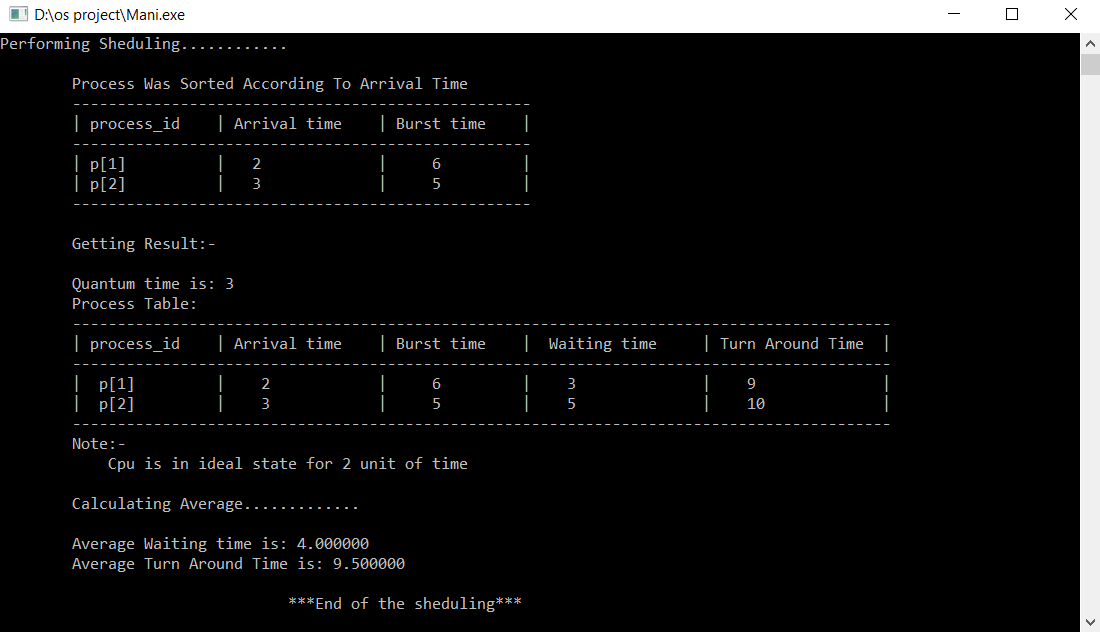 D:\os project\Mani.exe
Performing Sheduling............
Process Was Sorted According To Arrival Time
---------------------------------------------------
| process_id    | Arrival time    | Burst time    |
---------------------------------------------------
| p[1]          |   2             |     6         |
| p[2]          |   3             |     5         |
---------------------------------------------------
Getting Result:-
Quantum time is: 3
Process Table:
-------------------------------------------------------------------------------------------
| process_id    | Arrival time    | Burst time    |  Waiting time     | Turn Around Time  |
-------------------------------------------------------------------------------------------
|  p[1]         |    2            |     6         |    3              |    9              |
|  p[2]         |    3            |     5         |    5              |    10             |
-------------------------------------------------------------------------------------------
Note:-
Cpu is in ideal state for 2 unit of time
Calculating Average.............
Average Waiting time is: 4.000000
Average Turn Around Time is: 9.500000
***End of the sheduling***